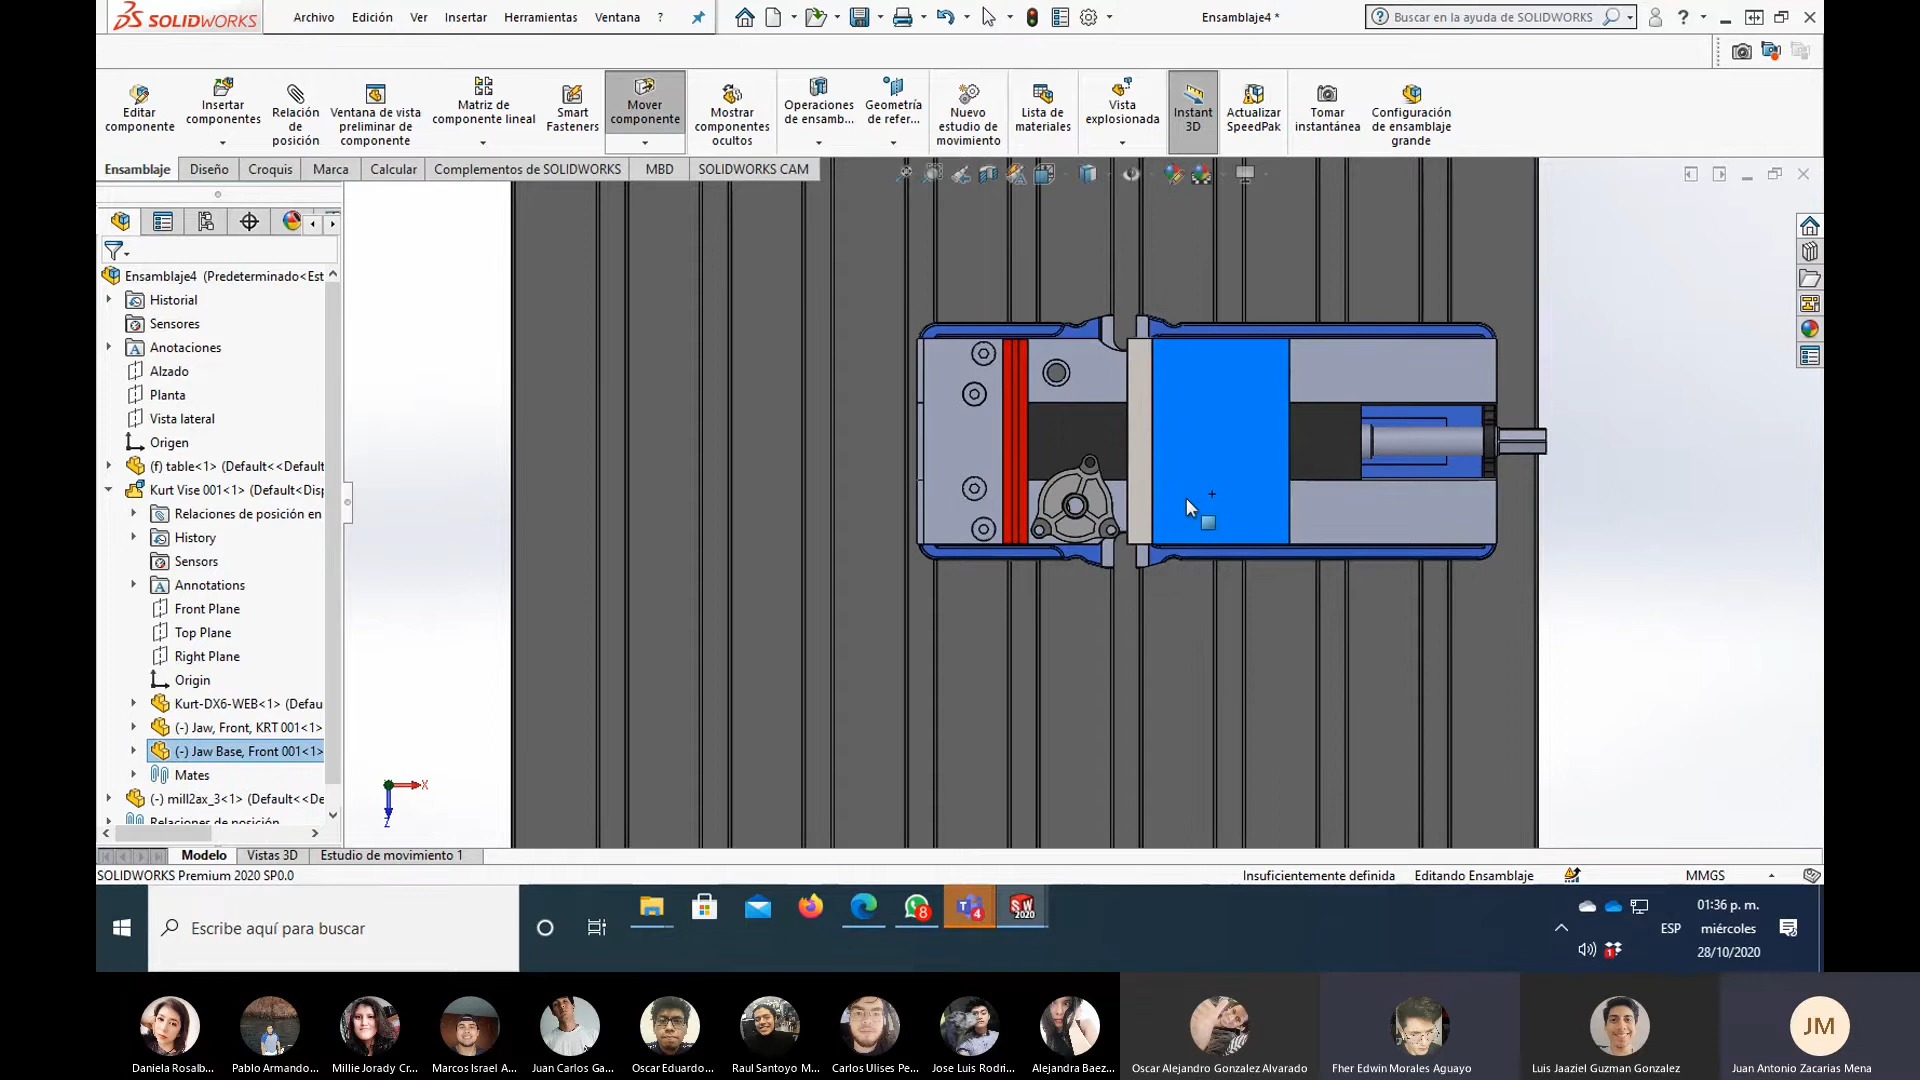 SOLIDWORKS
Archivo
Edición
Ver
Insertar
Herramientas
Ventana
?
Ensamblaje4 *
Buscar en la ayuda de SOLIDWORKS
?
Editar componente
Insertar componentes
Relación de posición
Ventana de vista preliminar de componente
Matriz de componente lineal
Smart Fasteners
Mover componente
Mostrar componentes ocultos
Operaciones de ensamb...
Geometría de refer...
Nuevo estudio de movimiento
Lista de materiales
Vista explosionada
Instant 3D
Actualizar SpeedPak
Tomar instantánea
Configuración de ensamblaje grande
Ensamblaje
Diseño
Croquis
Marca
Calcular
Complementos de SOLIDWORKS
MBD
SOLIDWORKS CAM
Ensamblaje4 (Predeterminado<Est
Historial
Sensores
Anotaciones
Alzado
Planta
Vista lateral
Origen
(f) table<1> (Default<<Default
Kurt Vise 001<1> (Default<Disp
Relaciones de posición en
History
Sensors
Annotations
Front Plane
Top Plane
Right Plane
Origin
Kurt-DX6-WEB<1> (Defau
(-) Jaw, Front, KRT 001<1>
(-) Jaw Base, Front 001<1>
Mates
(-) mill2ax_3<1> (Default<<De
Relaciones de posición
X
Z
Modelo
Vistas 3D
Estudio de movimiento 1
SOLIDWORKS Premium 2020 SP0.0
Insuficientemente definida
Editando Ensamblaje
MMGS
Escribe aquí para buscar
8
4
SW 2020
ESP
1
01:36 p. m.
miércoles
28/10/2020
JM
Daniela Rosalb...
Pablo Armando...
Millie Jorady Cr...
Marcos Israel A...
Juan Carlos Ga...
Oscar Eduardo...
Raul Santoyo M...
Carlos Ulises Pe...
Jose Luis Rodri...
Alejandra Baez...
Oscar Alejandro Gonzalez Alvarado
Fher Edwin Morales Aguayo
Luis Jaaziel Guzman Gonzalez
Juan Antonio Zacarias Mena